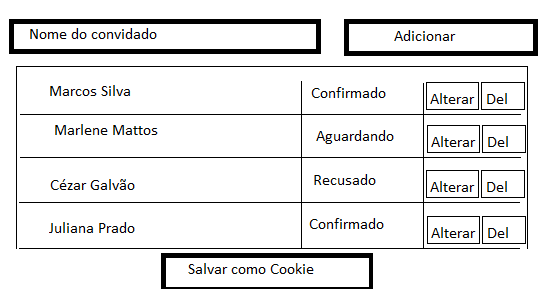 Nome do convidado Adicionar
Marcos Silva Confirmado Alterar Del
Marlene Mattos Aguardando Alterar Del
Cézar Galvão Recusado Alterar Del
Juliana Prado Confirmado Alterar Del
Salvar como Cookie